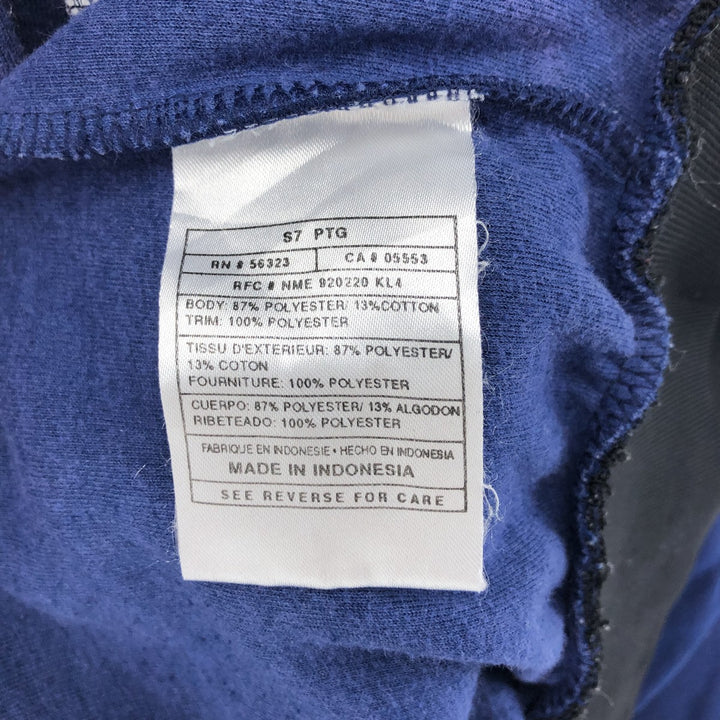 S7 PTG
RN # 56323 CA # 05553
RFC # NME 920220 KL4
BODY: 87% POLYESTER/ 13%COTTON
TRIM: 100% POLYESTER
TISSU D'EXTERIEUR: 87% POLYESTER/
13% COTON
FOURNITURE: 100% POLYESTER
CUERPO: 87% POLYESTER/ 13% ALGODON
RIBETEADO: 100% POLYESTER
FABRIQUE EN INDONESIE • HECHO EN INDONESIA
MADE IN INDONESIA
SEE REVERSE FOR CARE